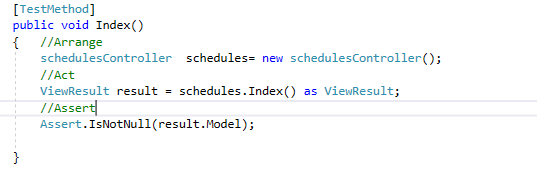 [TestMethod]
public void Index()
{   //Arrange
    schedulesController  schedules= new schedulesController();
    //Act
    ViewResult result = schedules.Index() as ViewResult;
    //Assert
    Assert.IsNotNull(result.Model);
}